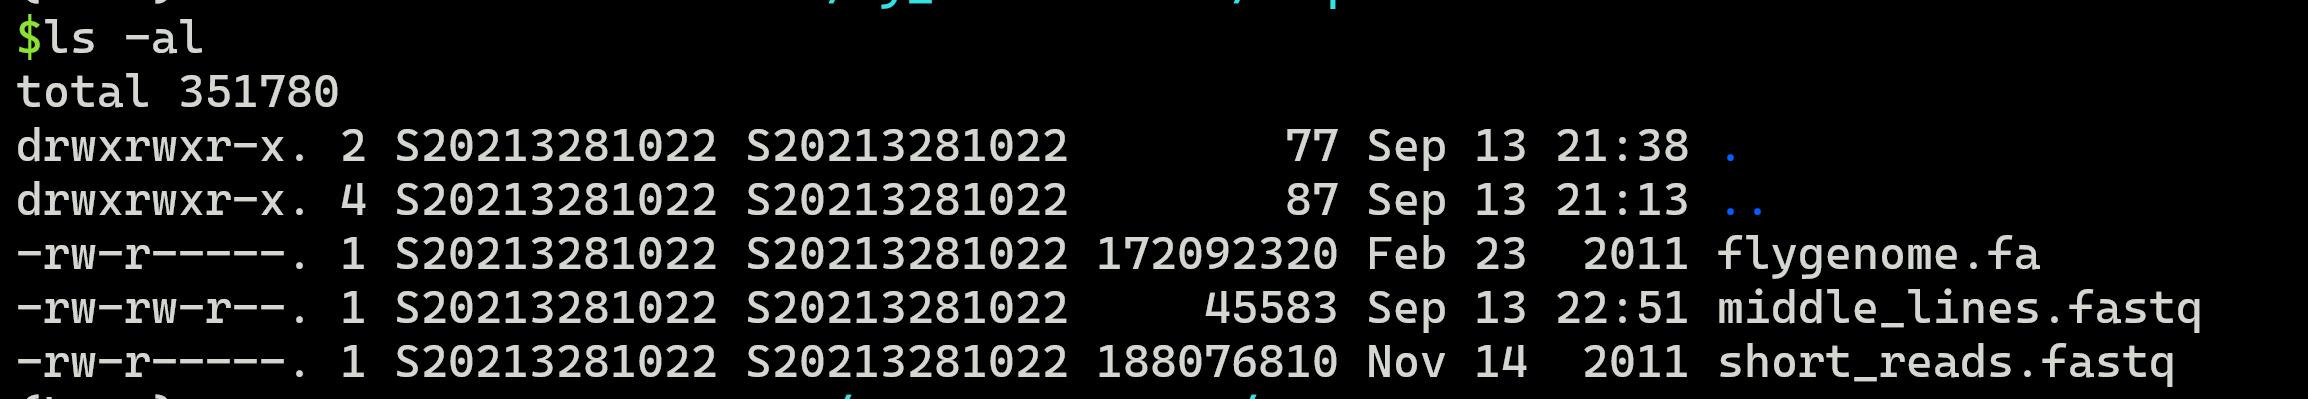 $ls -al
total 351780
drwxrwxr-x. 2 S20213281022 S20213281022        77 Sep 13 21:38 .
drwxrwxr-x. 4 S20213281022 S20213281022        87 Sep 13 21:13 ..
-rw-r-----. 1 S20213281022 S20213281022 172092320 Feb 23  2011 flygenome.fa
-rw-rw-r--. 1 S20213281022 S20213281022     45583 Sep 13 22:51 middle_lines.fastq
-rw-r-----. 1 S20213281022 S20213281022 188076810 Nov 14  2011 short_reads.fastq